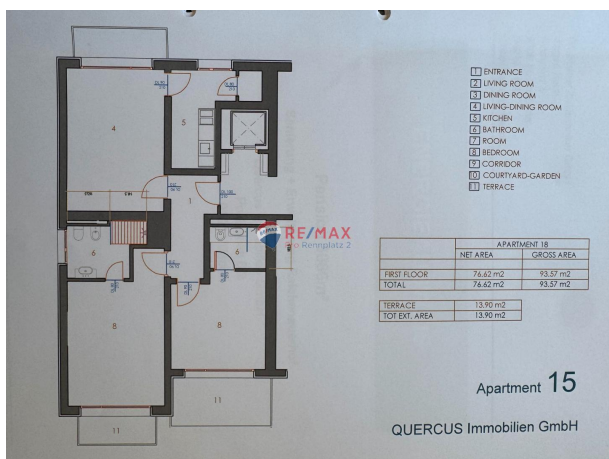 1 ENTRANCE
2 LIVING ROOM
3 DINING ROOM
4 LIVING-DINING ROOM
5 KITCHEN
6 BATHROOM
7 ROOM
8 BEDROOM
9 CORRIDOR
10 COURTYARD-GARDEN
11 TERRACE
4
5
1
RE/MAX
Pro Rennplatz 2
6
6
8
8
11
11
APARTMENT 18
NET AREA GROSS AREA
FIRST FLOOR 76.62 m2 93.57 m2
TOTAL 76.62 m2 93.57 m2
TERRACE 13.90 m2
TOT EXT. AREA 13.90 m2
Apartment 15
QUERCUS Immobilien GmbH